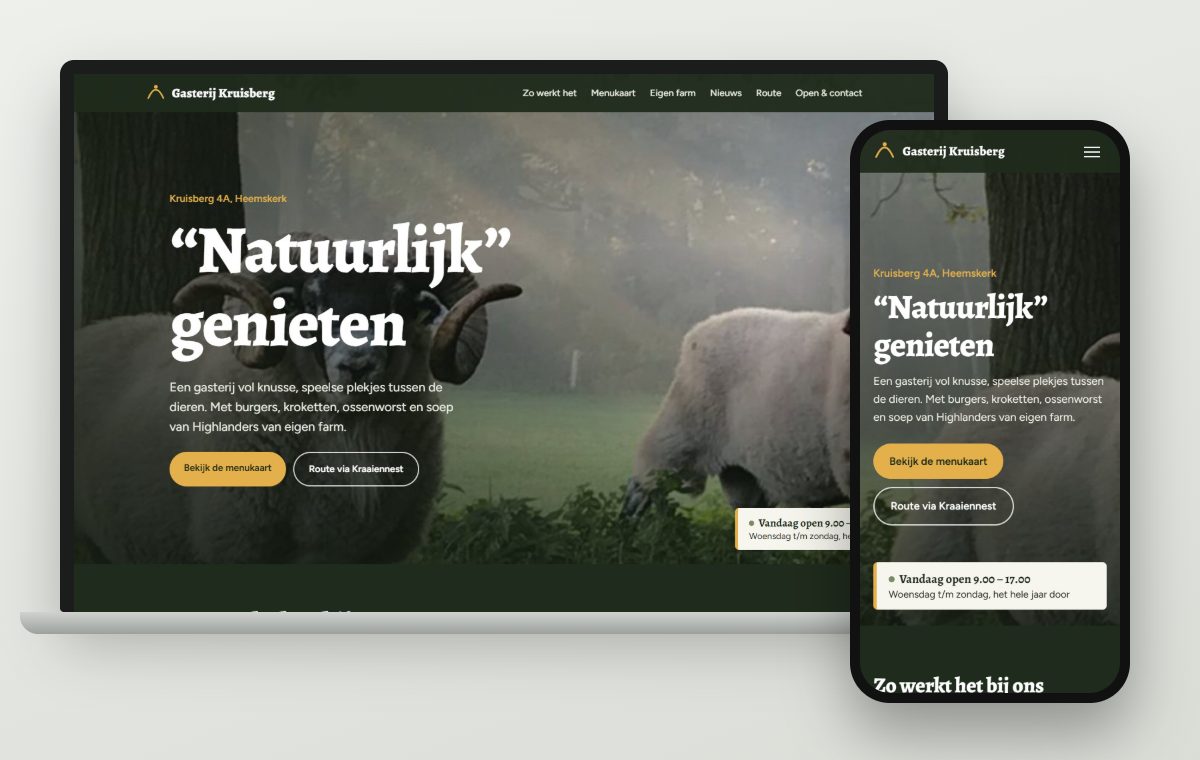 Gasterij Kruisberg
Zo werkt het Menukaart Eigen farm Nieuws Route Open & contact
Kruisberg 4A, Heemskerk
“Natuurlijk”
genieten
Een gasterij vol knusse, speelse plekjes tussen de
dieren. Met burgers, kroketten, ossenworst en soep
van Highlanders van eigen farm.
Bekijk de menukaart
Route via Kraaiennest
Vandaag open 9.00 –
Woensdag t/m zondag, he
Gasterij Kruisberg
Kruisberg 4A, Heemskerk
“Natuurlijk”
genieten
Een gasterij vol knusse, speelse plekjes tussen
de dieren. Met burgers, kroketten, ossenworst
en soep van Highlanders van eigen farm.
Bekijk de menukaart
Route via Kraaiennest
Vandaag open 9.00 – 17.00
Woensdag t/m zondag, het hele jaar door
Zo werkt het bij ons